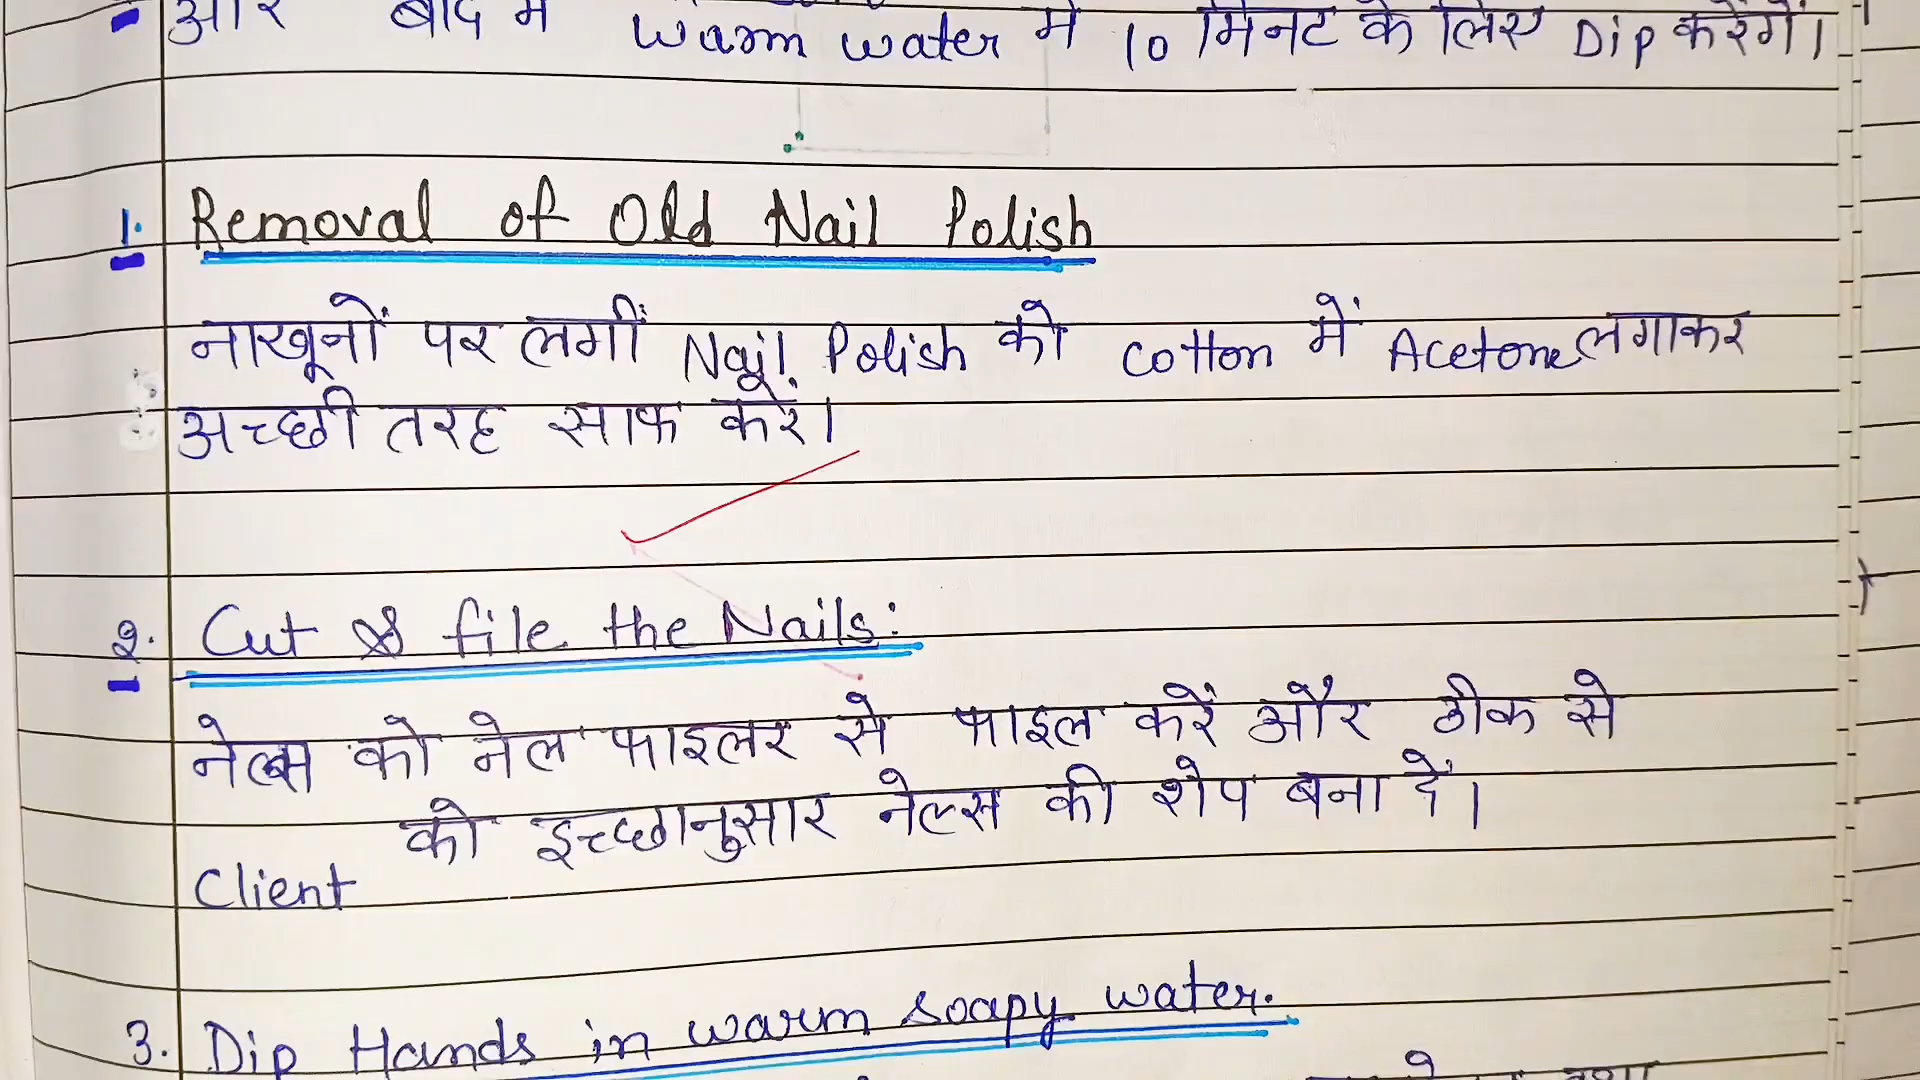 और बाद में warm water में 10 मिनट के लिए Dip करेंगें।
1. Removal of Old Nail Polish
नाखूनों पर लगीं Nail Polish को cotton में Acetone लगाकर
अच्छी तरह साफ करें।
2. Cut & file the Nails:
नेल्स को नेल फाइलर से फाइल करें और ठीक से
Client को इच्छानुसार नेल्स की शेप बना दें।
3. Dip Hands in warm soapy water.